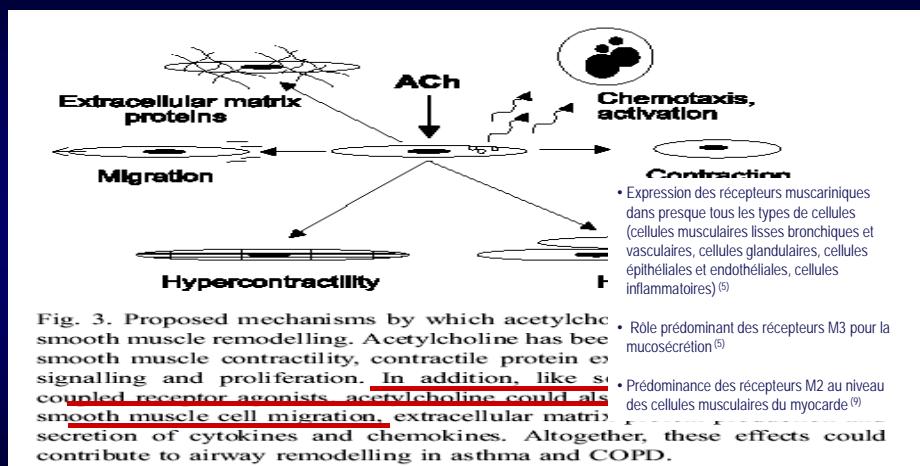 ACh
Extracellular matrix
proteins
Chemotaxis,
activation
Migration
Contraction
Hypercontractility
• Expression des récepteurs muscariniques
dans presque tous les types de cellules
(cellules musculaires lisses bronchiques et
vasculaires, cellules glandulaires, cellules
épithéliales et endothéliales, cellules
inflammatoires) (5)
• Rôle prédominant des récepteurs M3 pour la
mucosécrétion (5)
• Prédominance des récepteurs M2 au niveau
des cellules musculaires du myocarde (9)
Fig. 3. Proposed mechanisms by which
smooth muscle remodelling. Acetylcholine has
smooth muscle contractility, contractile protein
signalling and proliferation. In addition, like
coupled receptor agonists, acetylcholine could
smooth muscle cell migration, extracellular matrix
secretion of cytokines and chemokines. Altogether, these effects could
contribute to airway remodelling in asthma and COPD.